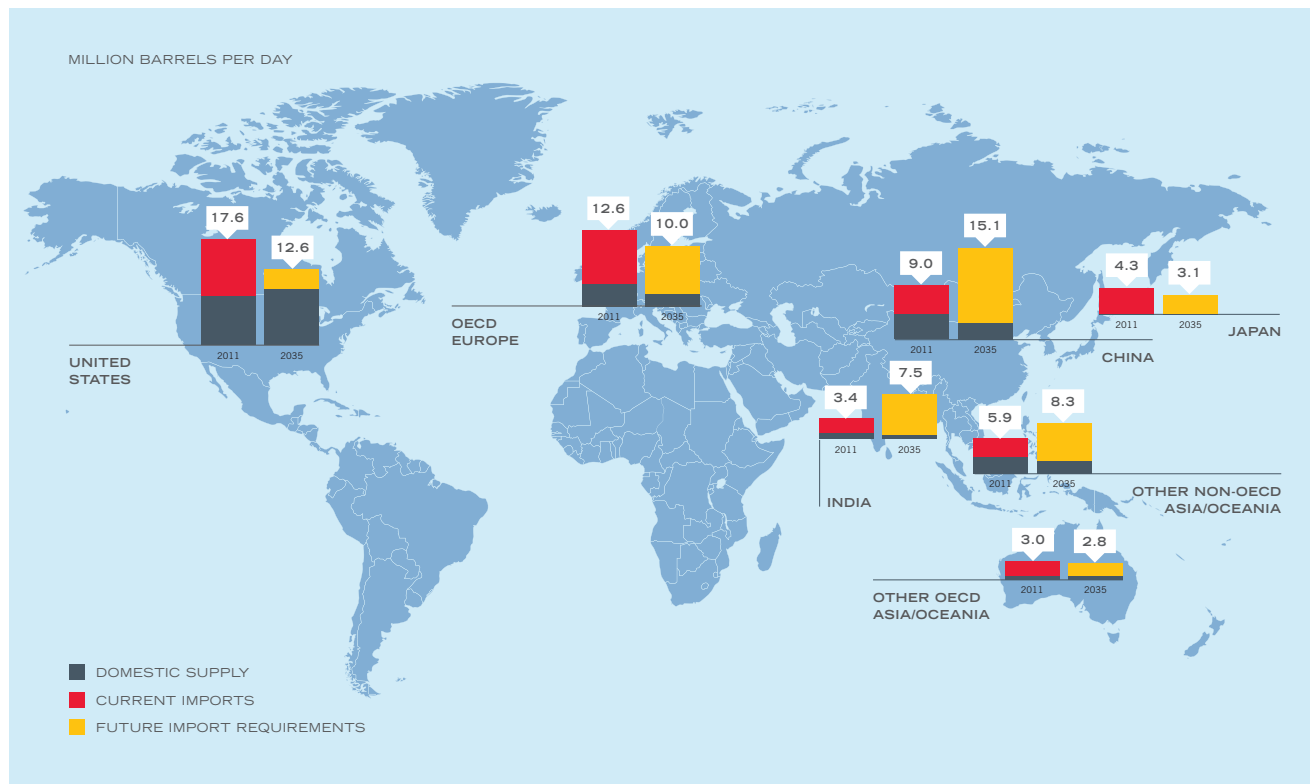 MILLION BARRELS PER DAY
17.6
12.6
2011
2035
UNITED
STATES
12.6
10.0
2011
2035
OECD
EUROPE
9.0
15.1
2011
2035
CHINA
4.3
3.1
2011
2035
JAPAN
3.4
7.5
2011
2035
INDIA
5.9
8.3
2011
2035
OTHER NON-OECD
ASIA/OCEANIA
3.0
2.8
2011
2035
OTHER OECD
ASIA/OCEANIA
DOMESTIC SUPPLY
CURRENT IMPORTS
FUTURE IMPORT REQUIREMENTS